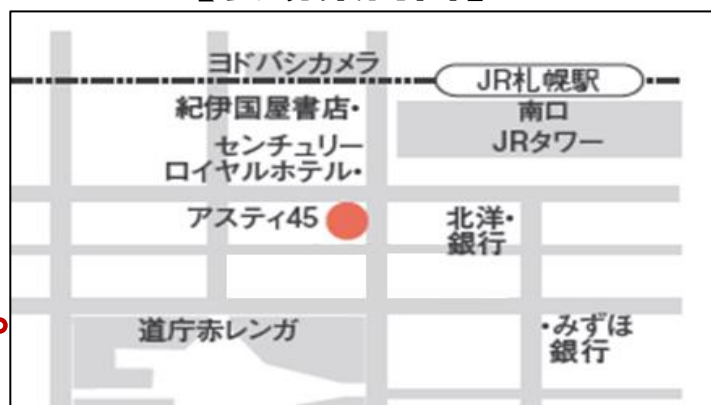 ヨドバシカメラ
JR札幌駅
紀伊国屋書店・
南口
JRタワー
センチュリー
ロイヤルホテル・
アスティ45
北洋・
銀行
道庁赤レンガ
・みずほ
銀行